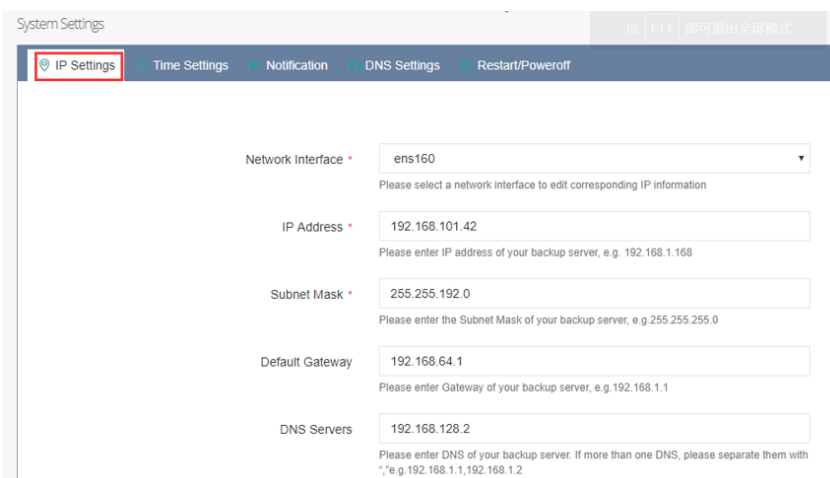 System Settings
按 F11 即可退出全屏模式
IP Settings Time Settings Notification DNS Settings Restart/Poweroff
Network Interface * ens160
Please select a network interface to edit corresponding IP information
IP Address * 192.168.101.42
Please enter IP address of your backup server, e.g. 192.168.1.168
Subnet Mask * 255.255.192.0
Please enter the Subnet Mask of your backup server, e.g.255.255.255.0
Default Gateway 192.168.64.1
Please enter Gateway of your backup server, e.g.192.168.1.1
DNS Servers 192.168.128.2
Please enter DNS of your backup server. If more than one DNS, please separate them with
","e.g.192.168.1.1,192.168.1.2